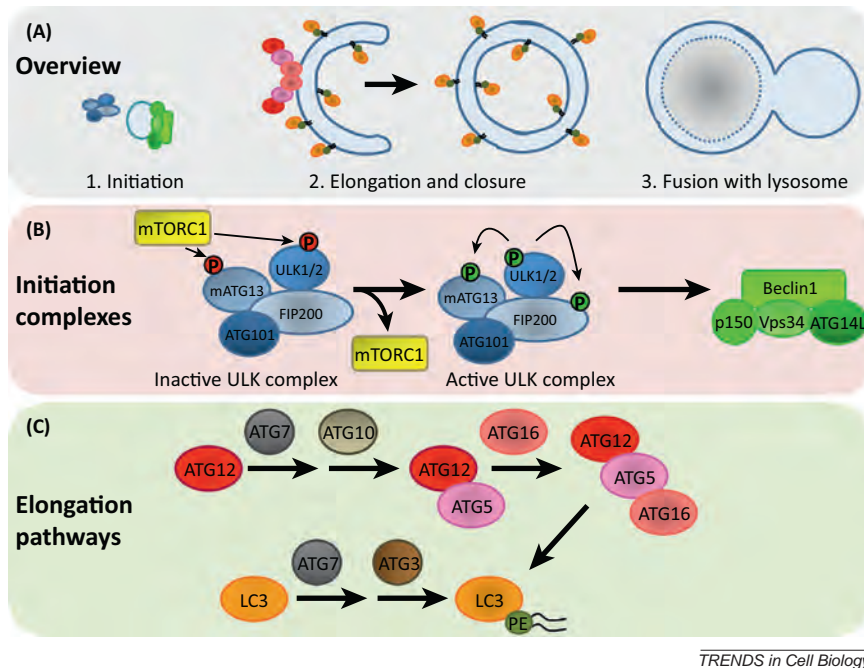 (A)
Overview
1. Initiation
2. Elongation and closure
3. Fusion with lysosome
(B)
Initiation
complexes
mTORC1
P
P
ULK1/2
mATG13
FIP200
ATG101
mTORC1
Inactive ULK complex
P
P
P
ULK1/2
mATG13
FIP200
ATG101
Active ULK complex
Beclin1
p150
Vps34
ATG14L
(C)
Elongation
pathways
ATG7
ATG10
ATG16
ATG12
ATG12
ATG5
ATG12
ATG5
ATG16
ATG7
ATG3
LC3
LC3
PE
TRENDS in Cell Biology